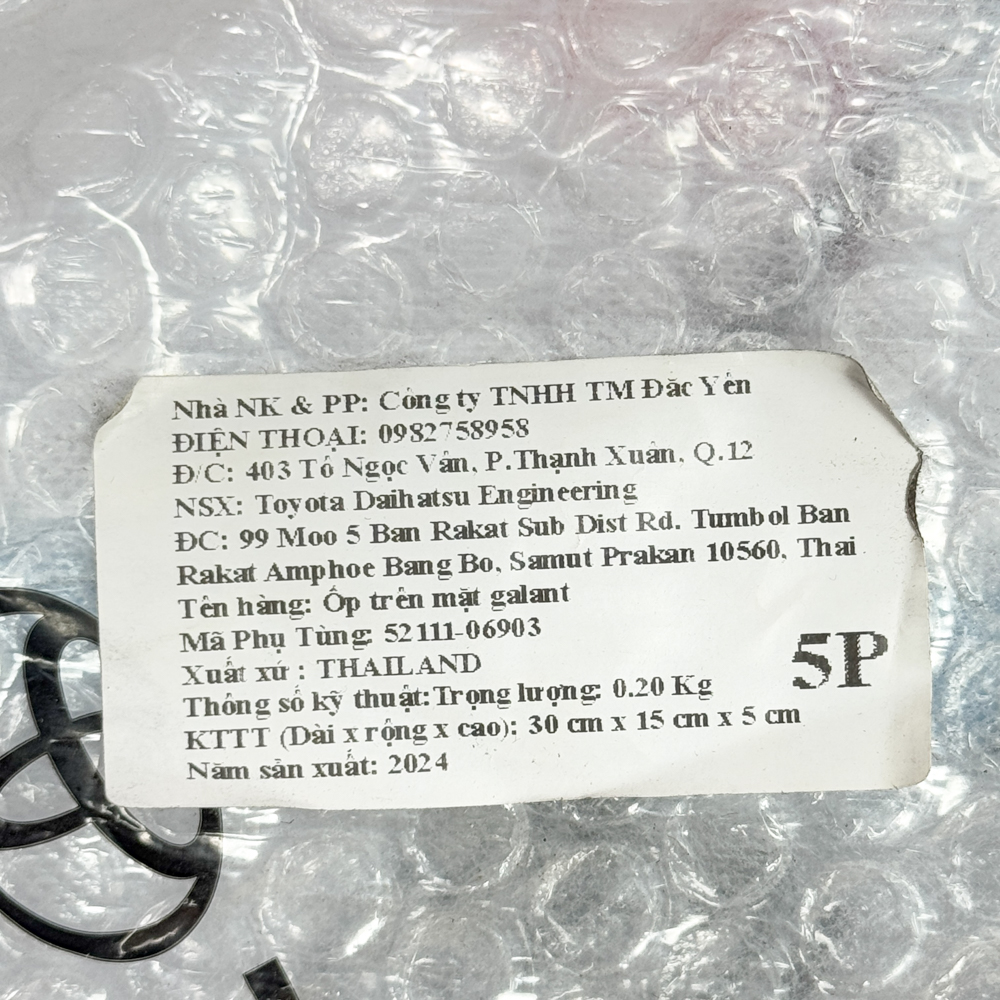 Nhà NK & PP: Công ty TNHH TM Đăc Yên
ĐIỆN THOẠI: 0982758958
Đ/C: 403 Tô Ngọc Vân, P.Thạnh Xuân, Q.12
NSX: Toyota Daihatsu Engineering
ĐC: 99 Moo 5 Ban Rakat Sub Dist Rd. Tumbol Ban
Rakat Amphoe Bang Bo, Samut Prakan 10560, Thai
Tên hàng: Ốp trên mặt galant
Mã Phụ Tùng: 52111-06903
Xuất xứ : THAILAND
5P
Thông số kỹ thuật: Trọng lượng: 0.20 Kg
KTTT (Dài x rộng x cao): 30 cm x 15 cm x 5 cm
Năm sản xuất: 2024